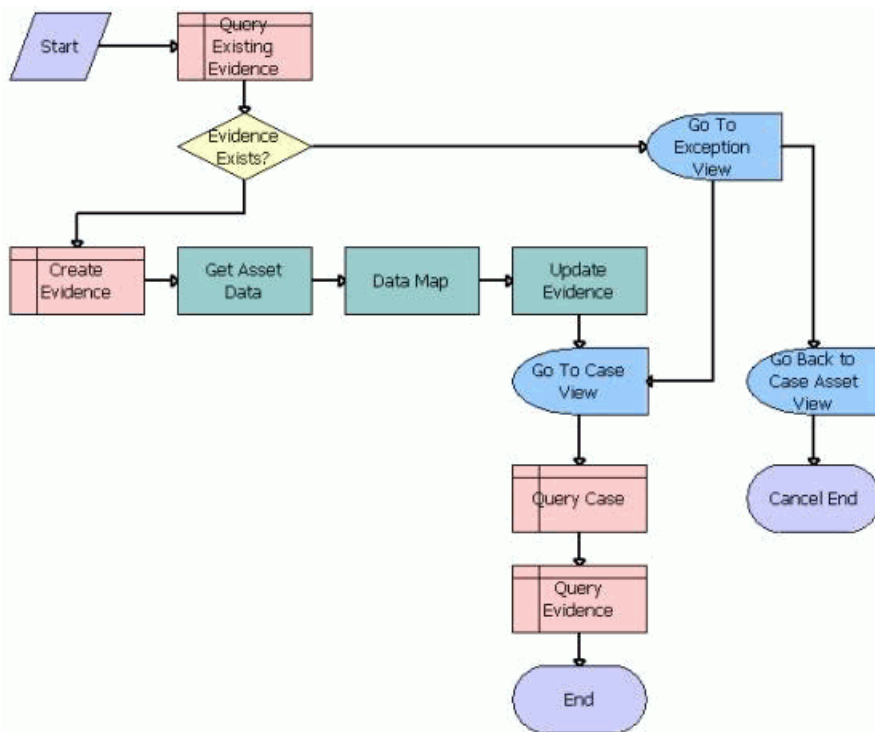 Start
Query
Existing
Evidence
Evidence
Exists?
Go To
Exception
View
Create
Evidence
Get Asset
Data
Data Map
Update
Evidence
Go To Case
View
Go Back to
Case Asset
View
Query Case
Cancel End
Query
Evidence
End